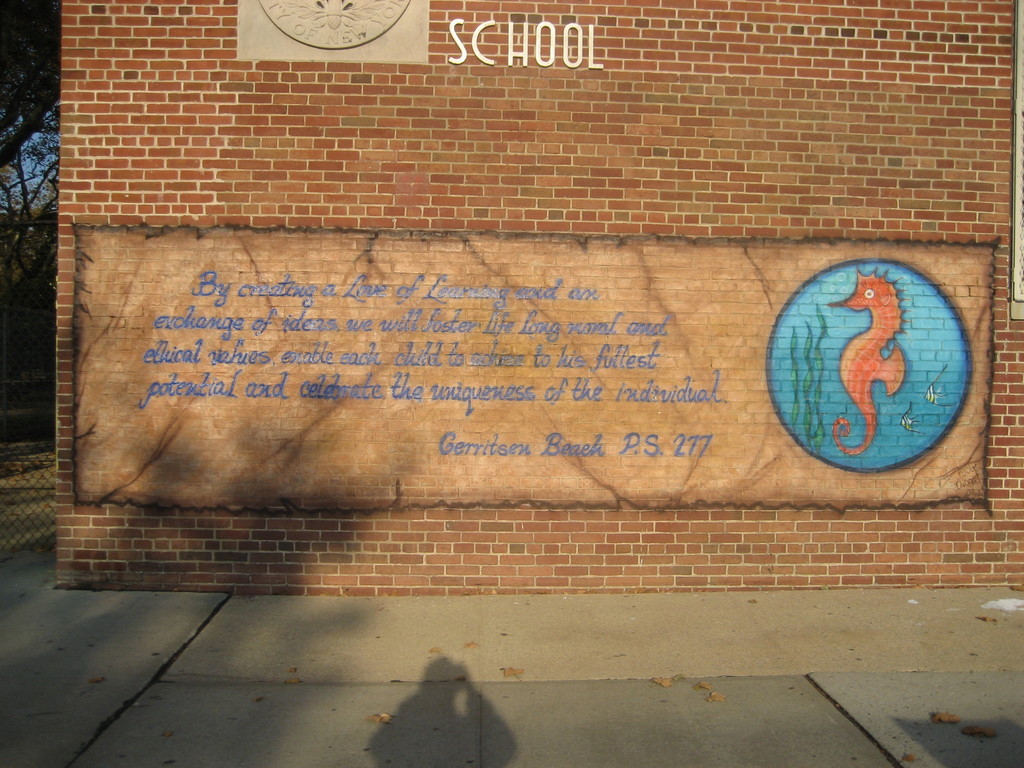 OF NEW
SCHOOL
By creating a Love of Learning and an
exchange of ideas, we will foster life long moral and
ethical values, enable each child to achieve to his fullest
potential and celebrate the uniqueness of the individual.
Gerritsen Beach P.S. 277